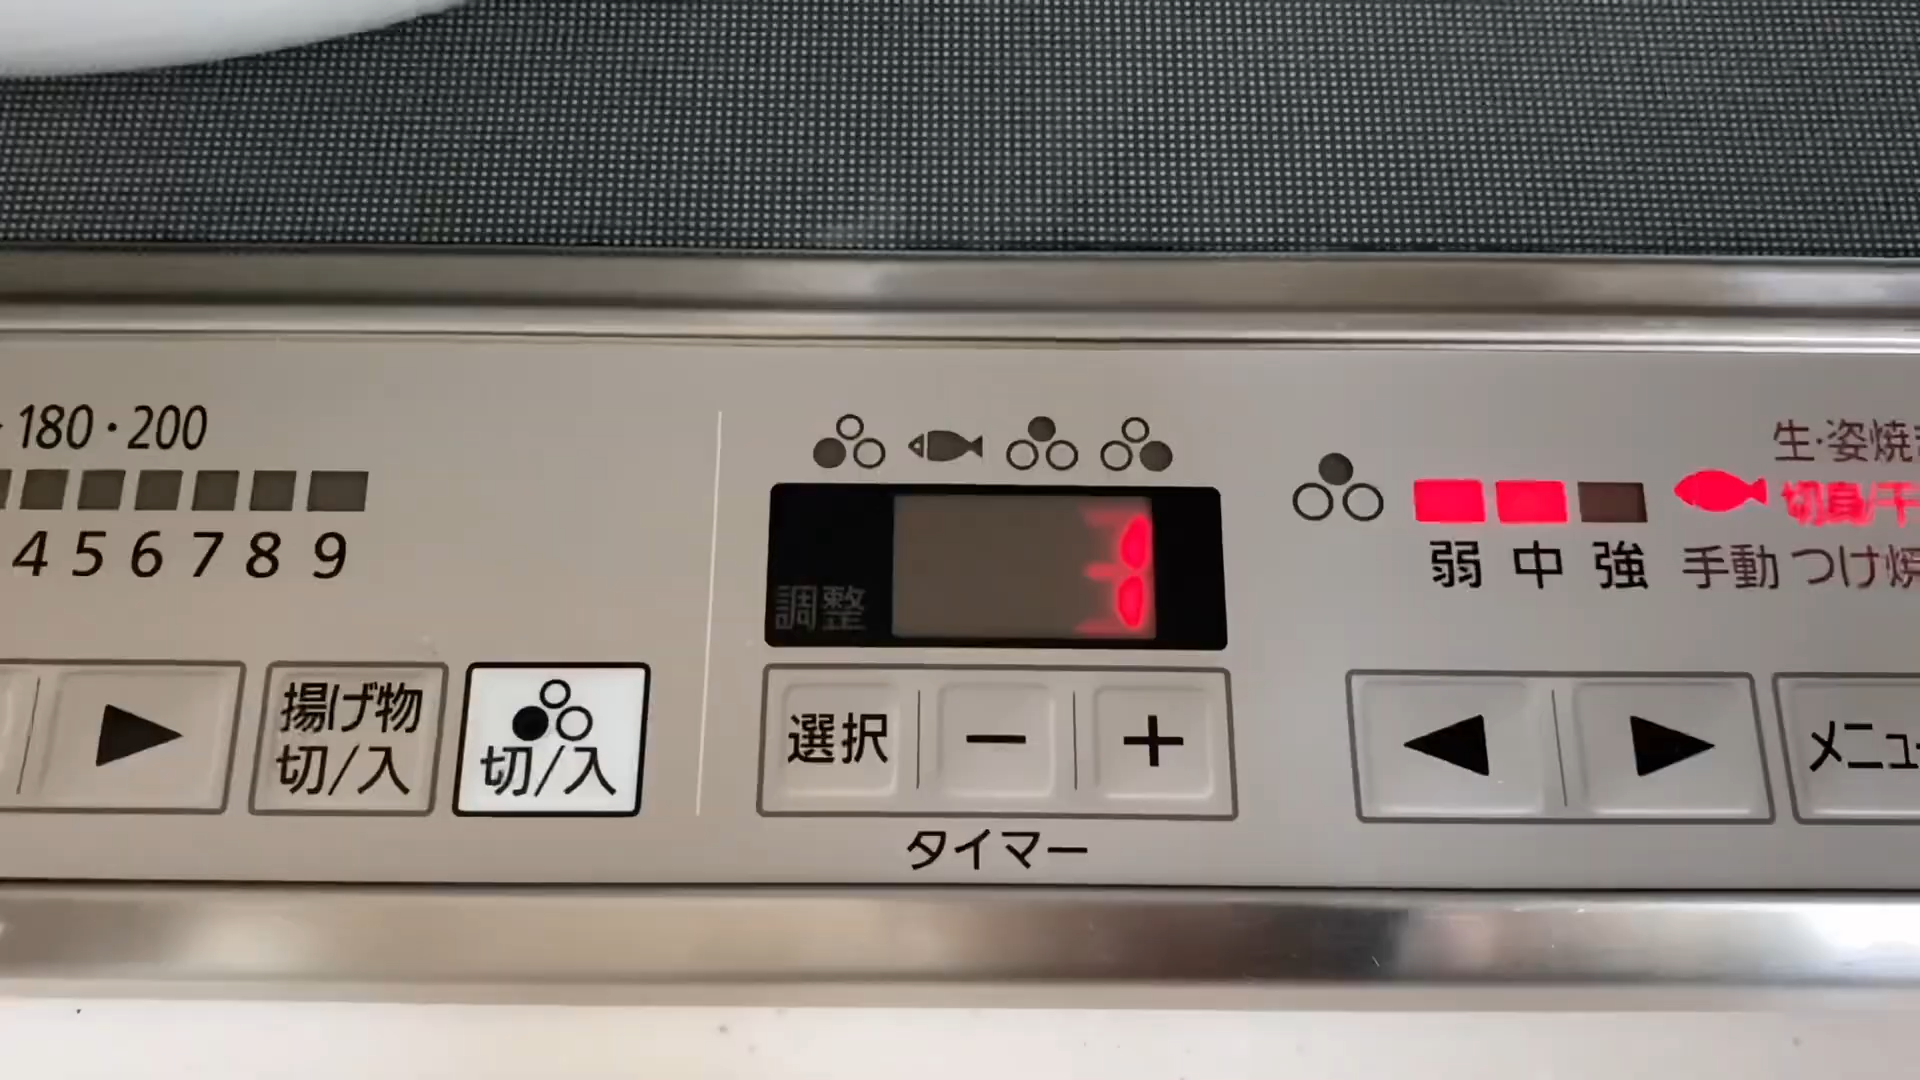 180・200
4 5 6 7 8 9
揚げ物
切/入
切/入
調整
選択
−
+
タイマー
生・姿焼
切身/干
弱 中 強
手動 つけ焼
メニュ